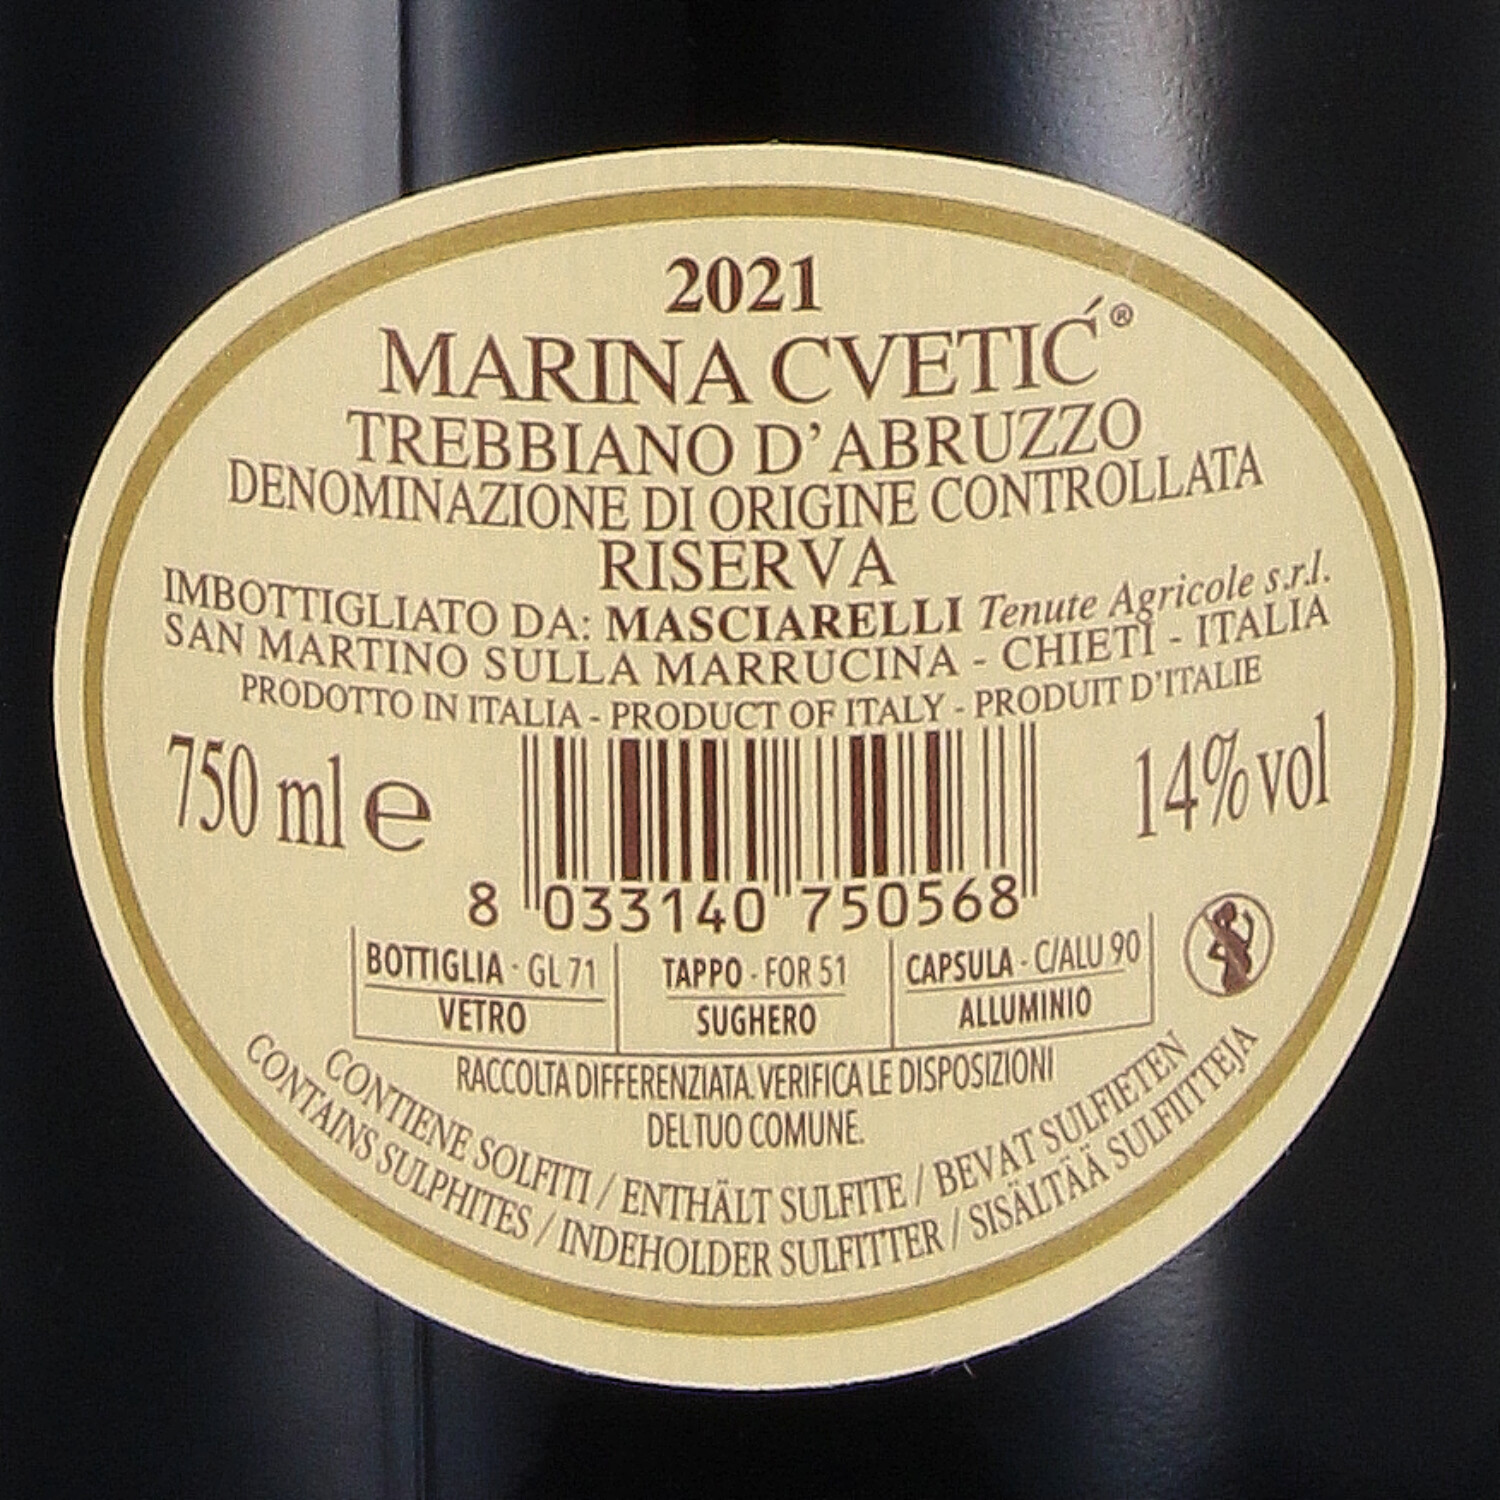 2021
MARINA CVETIĆ®
TREBBIANO D'ABRUZZO
DENOMINAZIONE DI ORIGINE CONTROLLATA
RISERVA
IMBOTTIGLIATO DA: MASCIARELLI Tenute Agricole s.r.l.
SAN MARTINO SULLA MARRUCINA - CHIETI - ITALIA
PRODOTTO IN ITALIA - PRODUCT OF ITALY - PRODUIT D'ITALIE
750 ml e
14% vol
8 033140 750568
BOTTIGLIA · GL 71
VETRO
TAPPO · FOR 51
SUGHERO
CAPSULA · C/ALU 90
ALLUMINIO
RACCOLTA DIFFERENZIATA. VERIFICA LE DISPOSIZIONI
DEL TUO COMUNE.
CONTIENE SOLFITI / ENTHÄLT SULFITE / BEVAT SULFIETEN
CONTAINS SULPHITES / INDEHOLDER SULFITTER / SISÄLTÄÄ SULFIITTEJA